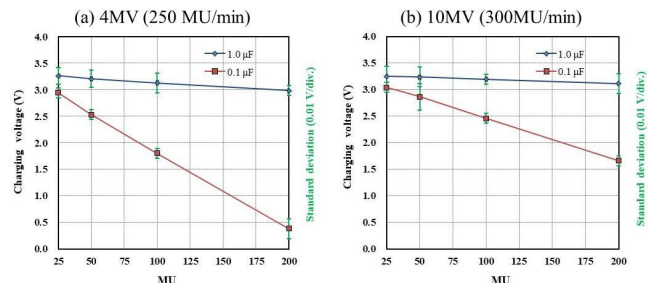 (a) 4MV (250 MU/min)
4.0
3.5
3.0
2.5
2.0
1.5
1.0
0.5
0.0
Charging voltage (V)
1.0 μF
0.1 μF
Standard deviation (0.01 V/div.)
25 50 75 100 125 150 175 200
MU
(b) 10MV (300MU/min)
4.0
3.5
3.0
2.5
2.0
1.5
1.0
0.5
0.0
Charging voltage (V)
1.0 μF
0.1 μF
Standard deviation (0.01 V/div.)
25 50 75 100 125 150 175 200
MU